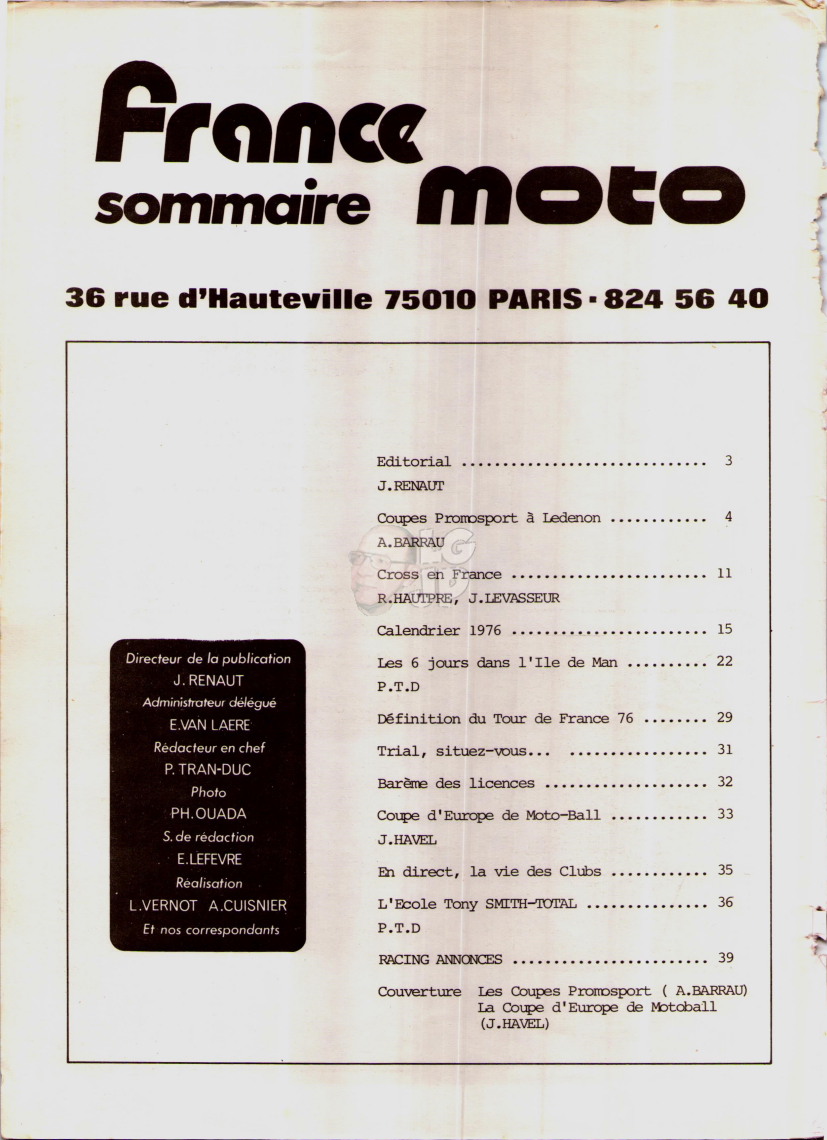 France
sommaire moto
36 rue d'Hauteville 75010 PARIS · 824 56 40
Editorial .............................. 3
J.RENAUT
Coupes Promosport à Ledenon ............ 4
A.BARRAU
Cross en France ........................ 11
R.HAUTPRE, J.LEVASSEUR
Calendrier 1976 ........................ 15
Les 6 jours dans l'Ile de Man .......... 22
P.T.D
Définition du Tour de France 76 ........ 29
Trial, situez-vous... ................. 31
Barème des licences .................... 32
Coupe d'Europe de Moto-Ball ............ 33
J.HAVEL
En direct, la vie des Clubs ............ 35
L'Ecole Tony SMITH-TOTAL ............... 36
P.T.D
RACING ANNONCES ........................ 39
Couverture Les Coupes Promosport ( A.BARRAU)
La Coupe d'Europe de Motoball
(J.HAVEL)
Directeur de la publication
J. RENAUT
Administrateur délégué
E.VAN LAERE
Rédacteur en chef
P. TRAN-DUC
Photo
PH.OUADA
S. de rédaction
E.LEFEVRE
Réalisation
L.VERNOT A.CUISNIER
Et nos correspondants
LG
JD